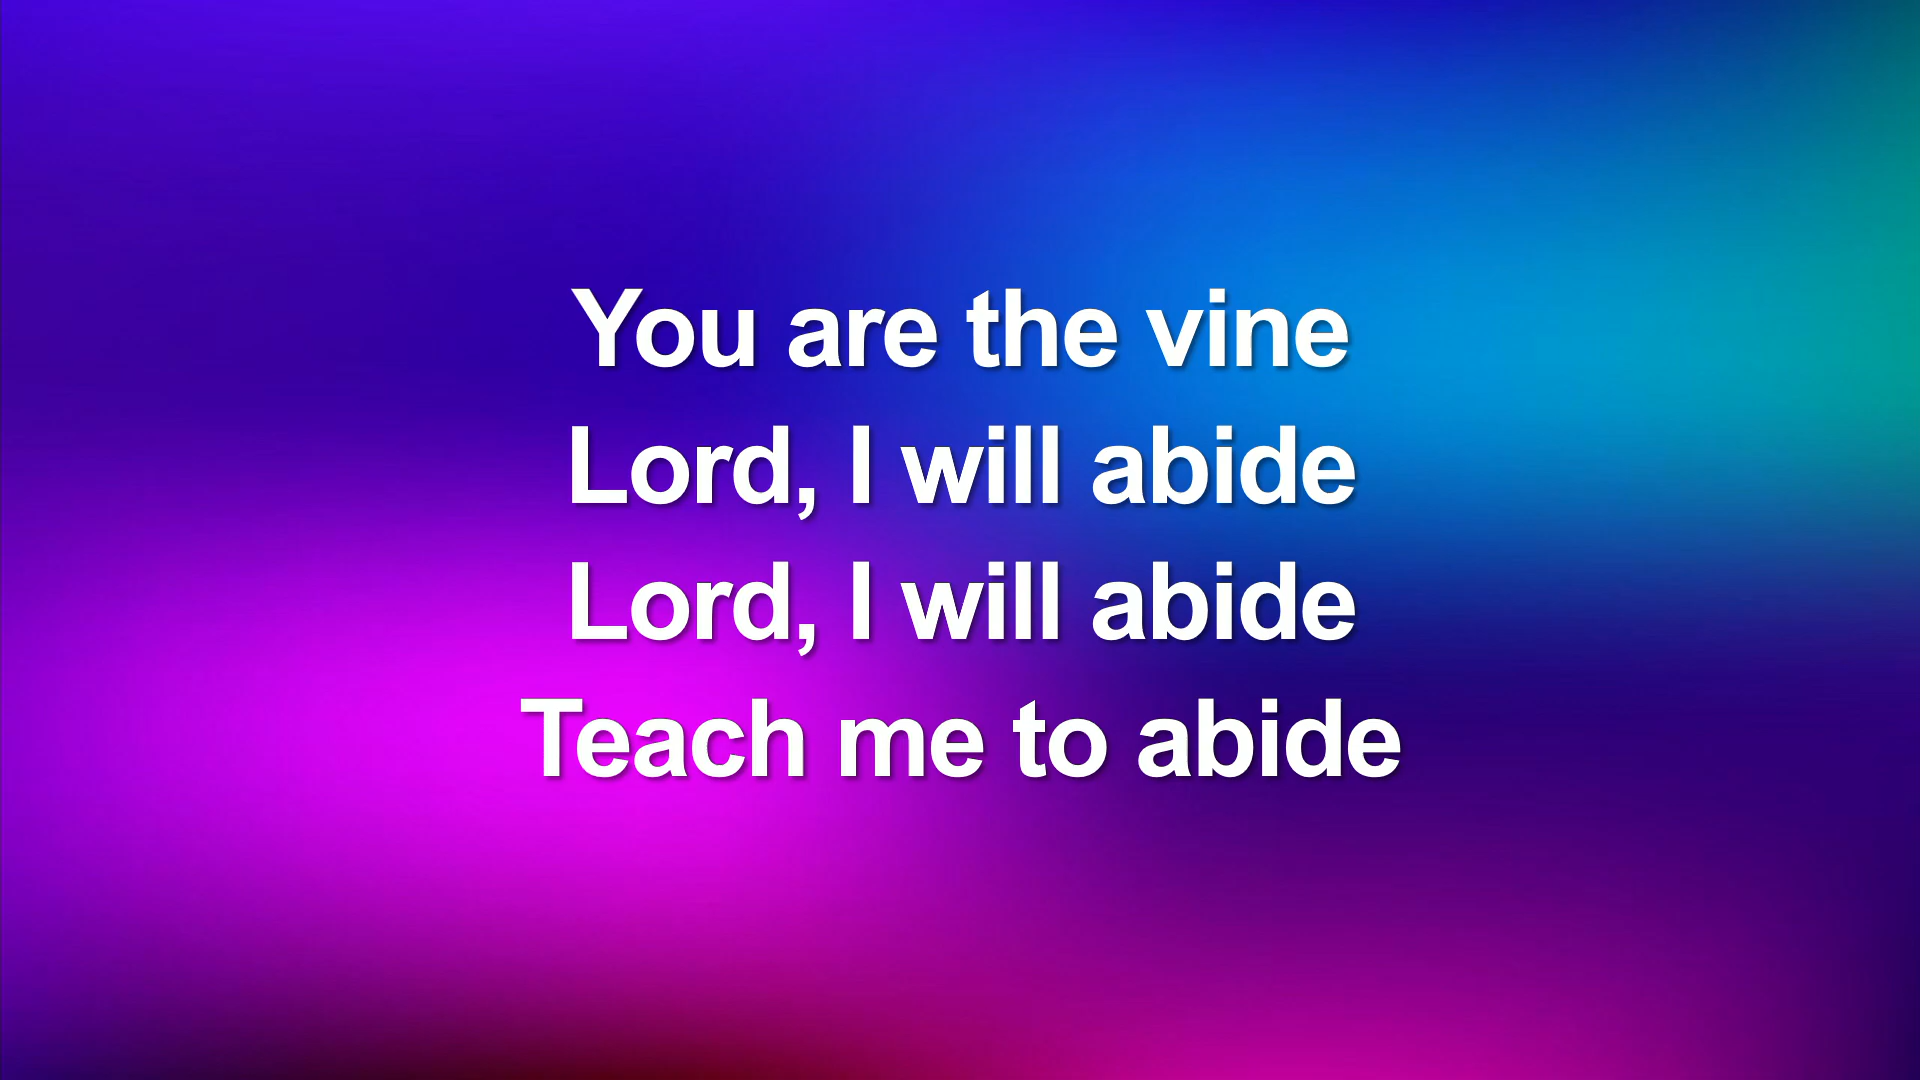 You are the vine
Lord, I will abide
Lord, I will abide
Teach me to abide